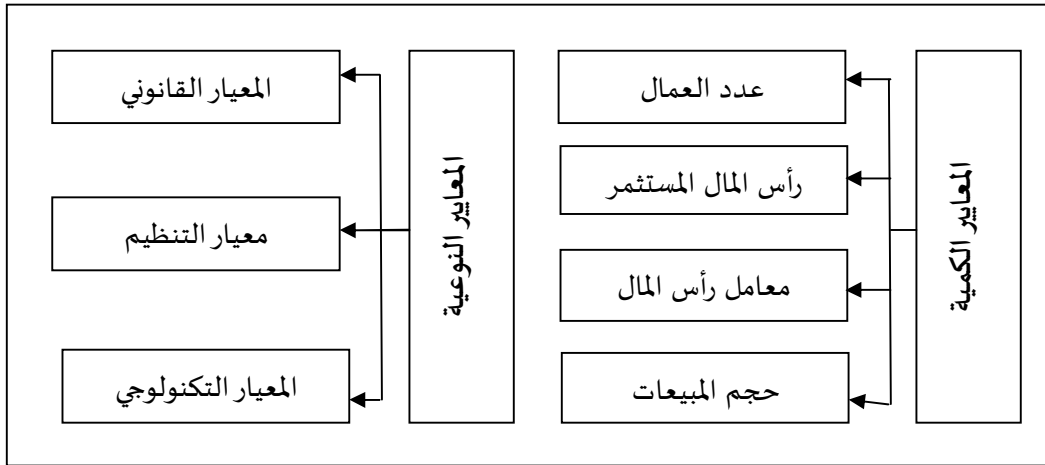 المعايير الكمية
عدد العمال
رأس المال المستثمر
معامل رأس المال
حجم المبيعات
المعايير النوعية
المعيار القانوني
معيار التنظيم
المعيار التكنولوجي